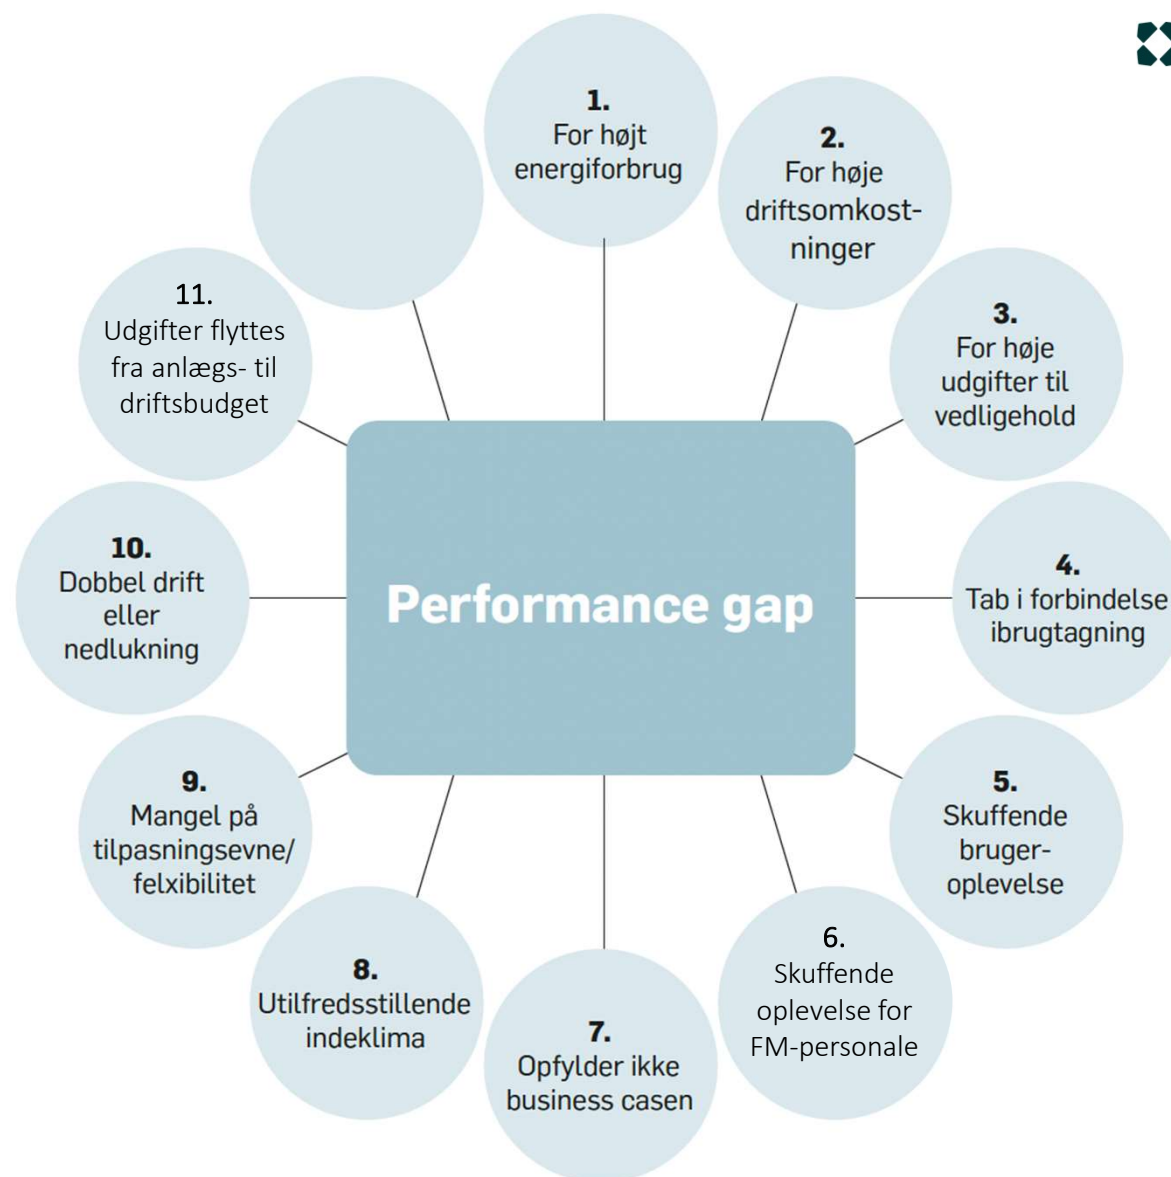 1.
For højt
energiforbrug
2.
For høje
driftsomkost-
ninger
3.
For høje
udgifter til
vedligehold
4.
Tab i forbindelse
ibrugtagning
5.
Skuffende
bruger-
oplevelse
6.
Skuffende
oplevelse for
FM-personale
7.
Opfylder ikke
business casen
8.
Utilfredsstillende
indeklima
9.
Mangel på
tilpasningsevne/
felxibilitet
10.
Dobbel drift
eller
nedlukning
11.
Udgifter flyttes
fra anlægs- til
driftsbudget
Performance gap